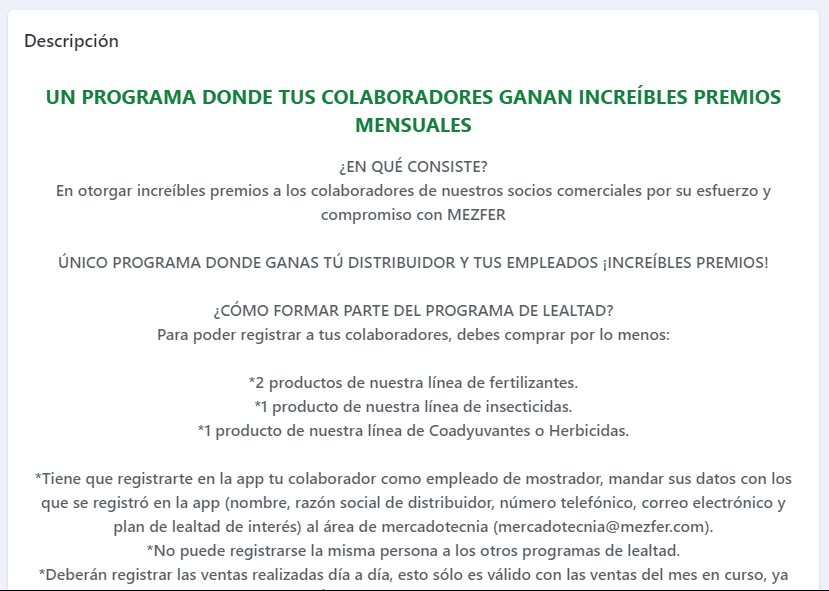 Descripción
UN PROGRAMA DONDE TUS COLABORADORES GANAN INCREÍBLES PREMIOS
MENSUALES
¿EN QUÉ CONSISTE?
En otorgar increíbles premios a los colaboradores de nuestros socios comerciales por su esfuerzo y
compromiso con MEZFER
ÚNICO PROGRAMA DONDE GANAS TÚ DISTRIBUIDOR Y TUS EMPLEADOS ¡INCREÍBLES PREMIOS!
¿CÓMO FORMAR PARTE DEL PROGRAMA DE LEALTAD?
Para poder registrar a tus colaboradores, debes comprar por lo menos:
*2 productos de nuestra línea de fertilizantes.
*1 producto de nuestra línea de insecticidas.
*1 producto de nuestra línea de Coadyuvantes o Herbicidas.
*Tiene que registrarte en la app tu colaborador como empleado de mostrador, mandar sus datos con los
que se registró en la app (nombre, razón social de distribuidor, número telefónico, correo electrónico y
plan de lealtad de interés) al área de mercadotecnia (mercadotecnia@mezfer.com).
*No puede registrarse la misma persona a los otros programas de lealtad.
*Deberán registrar las ventas realizadas día a día, esto sólo es válido con las ventas del mes en curso, ya